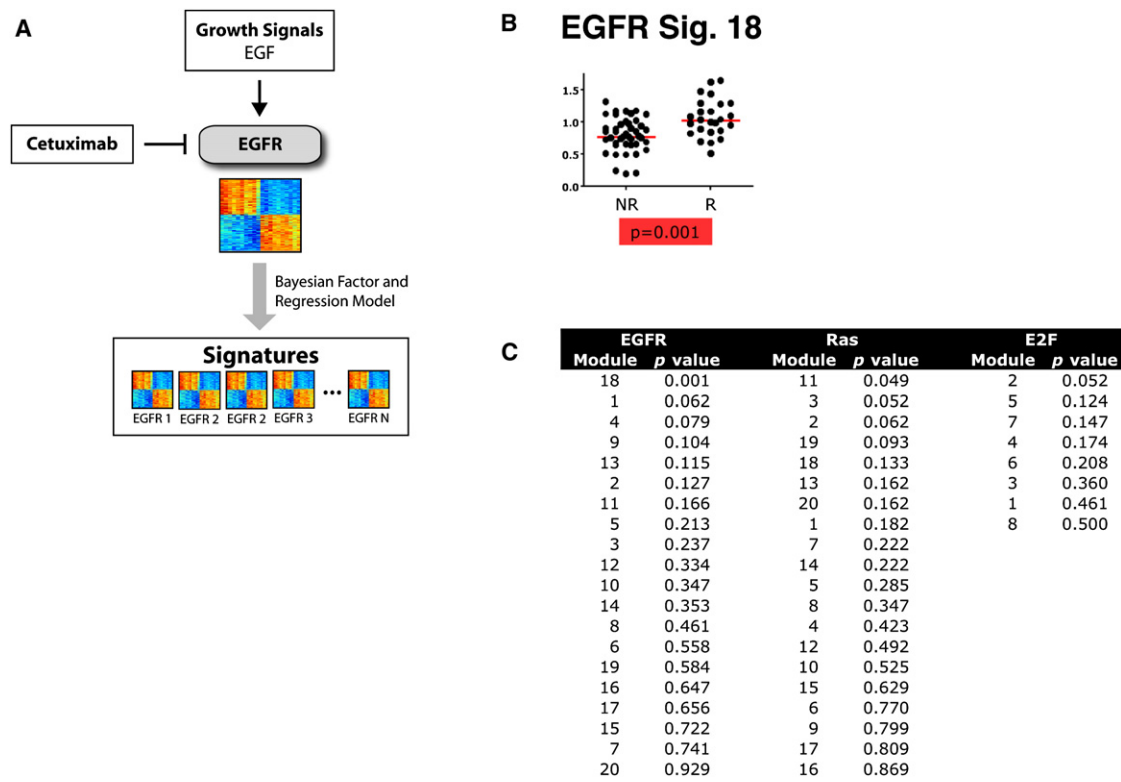 A
Growth Signals
EGF
Cetuximab
EGFR
Bayesian Factor and
Regression Model
Signatures
EGFR 1 EGFR 2 EGFR 2 EGFR 3 ... EGFR N
B
EGFR Sig. 18
1.5
1.0
0.5
0.0
NR R
p=0.001
C
EGFR Ras E2F
Module p value Module p value Module p value
18 0.001 11 0.049 2 0.052
1 0.062 3 0.052 5 0.124
4 0.079 2 0.062 7 0.147
9 0.104 19 0.093 4 0.174
13 0.115 18 0.133 6 0.208
2 0.127 13 0.162 3 0.360
11 0.166 20 0.162 1 0.461
5 0.213 1 0.182 8 0.500
3 0.237 7 0.222
12 0.334 14 0.222
10 0.347 5 0.285
14 0.353 8 0.347
8 0.461 4 0.423
6 0.558 12 0.492
19 0.584 10 0.525
16 0.647 15 0.629
17 0.656 6 0.770
15 0.722 9 0.799
7 0.741 17 0.809
20 0.929 16 0.869